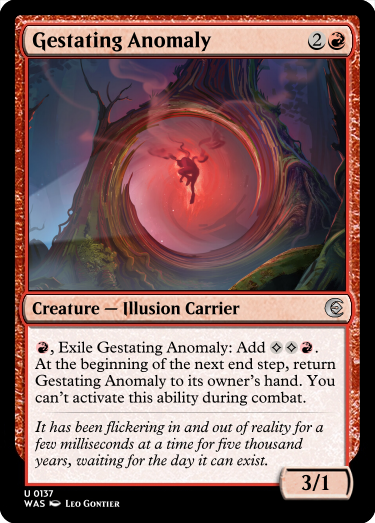 Gestating Anomaly 2
Creature — Illusion Carrier
, Exile Gestating Anomaly: Add .
At the beginning of the next end step, return
Gestating Anomaly to its owner's hand. You
can't activate this ability during combat.
It has been flickering in and out of reality for a
few milliseconds at a time for five thousand
years, waiting for the day it can exist.
3/1
U 0137
WAS Leo Gontier